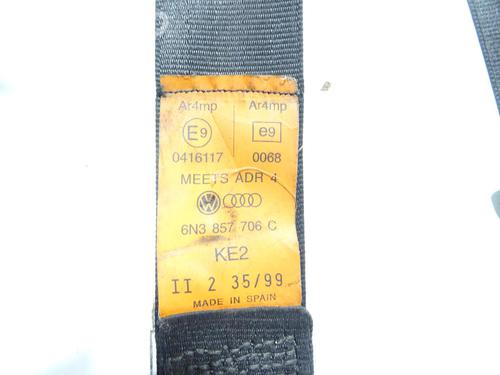 Ar4mp Ar4mp
E9 e9
0416117 0068
MEETS ADR 4
VW
6N3 857 706 C
KE2
II 2 35/99
MADE IN SPAIN